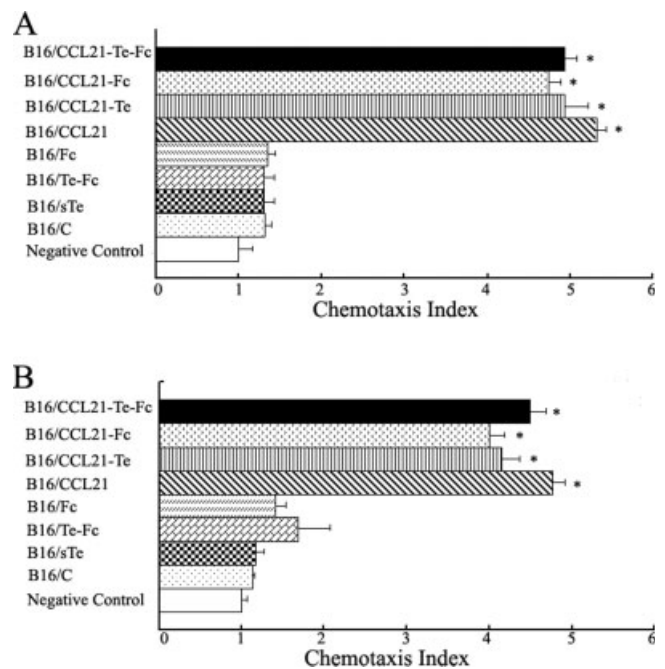 A
B16/CCL21-Te-Fc
*
B16/CCL21-Fc
*
B16/CCL21-Te
*
B16/CCL21
*
B16/Fc
B16/Te-Fc
B16/sTe
B16/C
Negative Control
0 1 2 3 4 5 6
Chemotaxis Index
B
B16/CCL21-Te-Fc
*
B16/CCL21-Fc
*
B16/CCL21-Te
*
B16/CCL21
*
B16/Fc
B16/Te-Fc
B16/sTe
B16/C
Negative Control
0 1 2 3 4 5 6
Chemotaxis Index